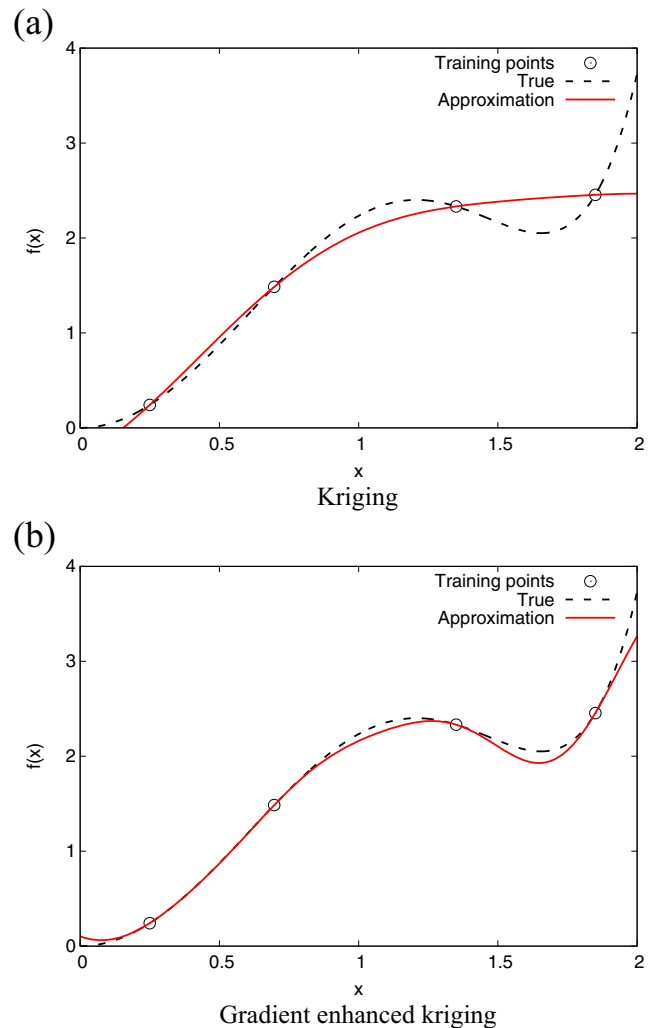 (a)
4
3
2
1
0
f(x)
Training points
True
Approximation
0
0.5
1
1.5
2
x
Kriging
(b)
4
3
2
1
0
f(x)
Training points
True
Approximation
0
0.5
1
1.5
2
x
Gradient enhanced kriging